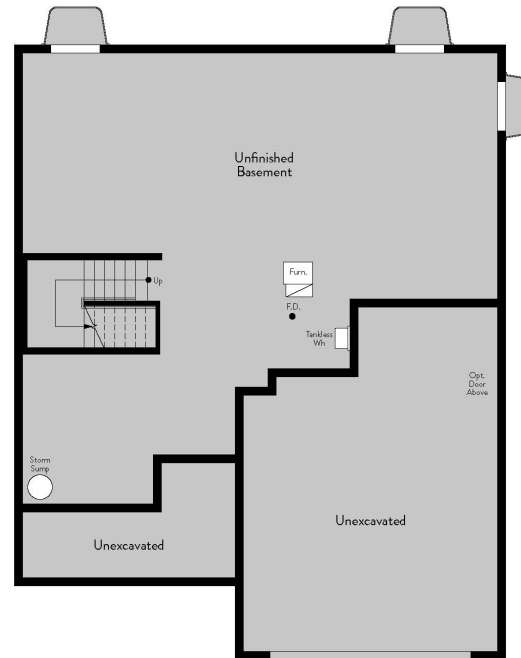 Unfinished
Basement
Up
Furn.
F.D.
Tankless
Wh
Opt.
Door
Above
Storm
Sump
Unexcavated
Unexcavated